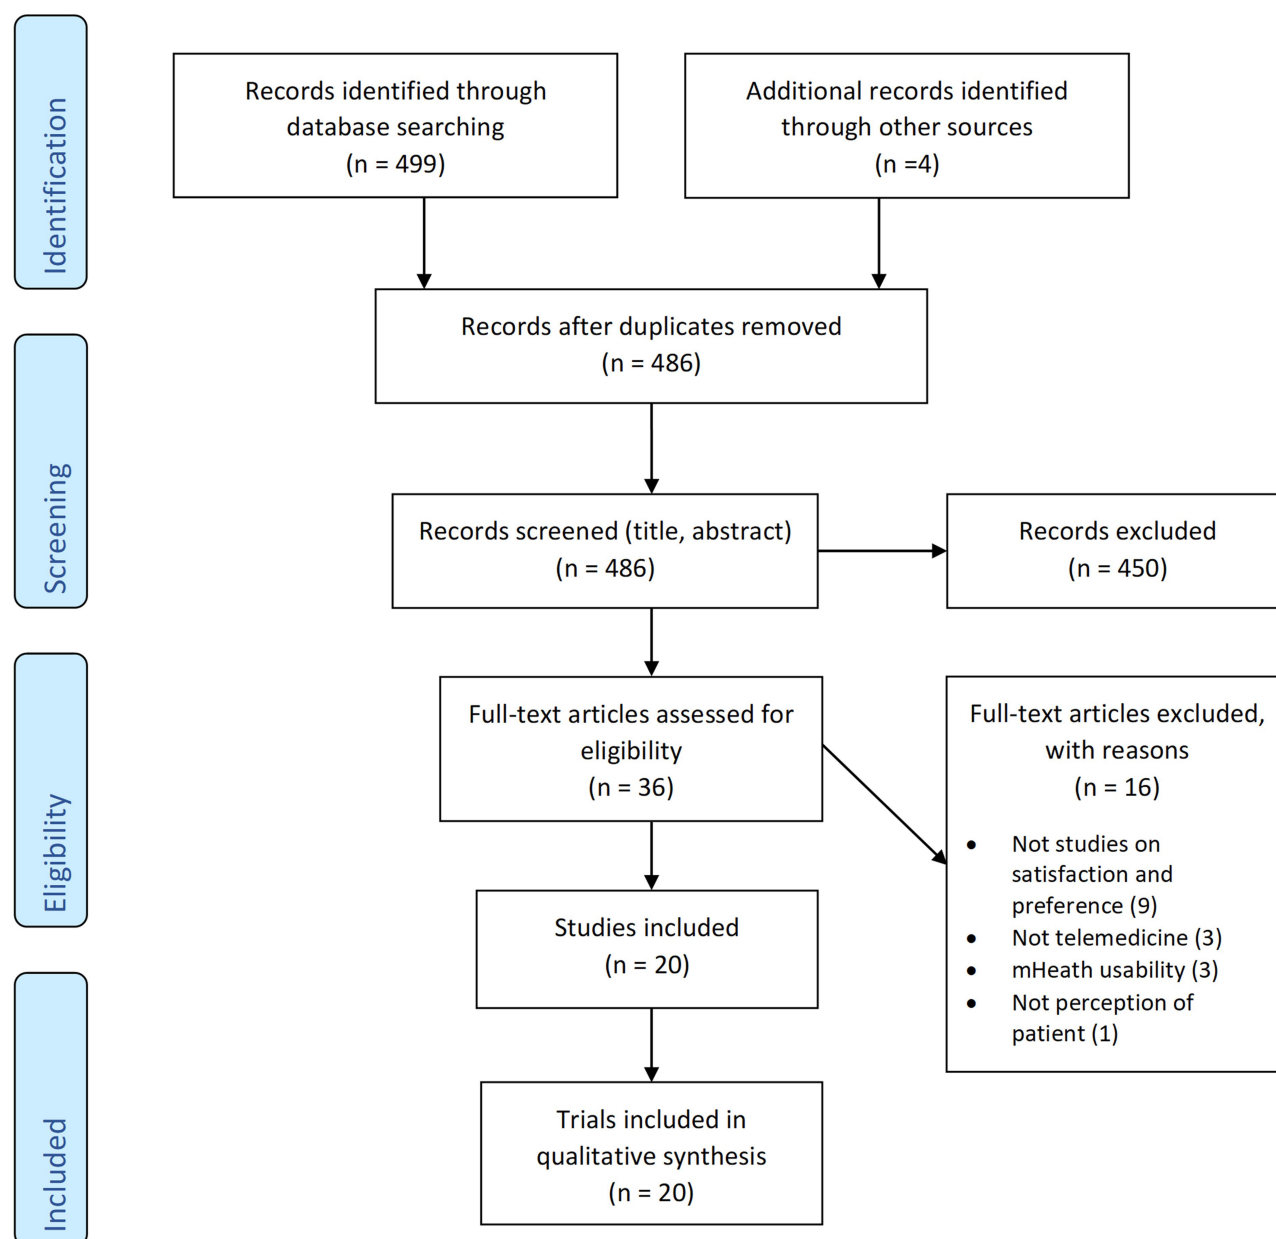 Identification
Records identified through
database searching
(n = 499)
Additional records identified
through other sources
(n =4)
Records after duplicates removed
(n = 486)
Screening
Records screened (title, abstract)
(n = 486)
Records excluded
(n = 450)
Eligibility
Full-text articles assessed for
eligibility
(n = 36)
Full-text articles excluded,
with reasons
(n = 16)
• Not studies on
satisfaction and
preference (9)
• Not telemedicine (3)
• mHeath usability (3)
• Not perception of
patient (1)
Studies included
(n = 20)
Included
Trials included in
qualitative synthesis
(n = 20)